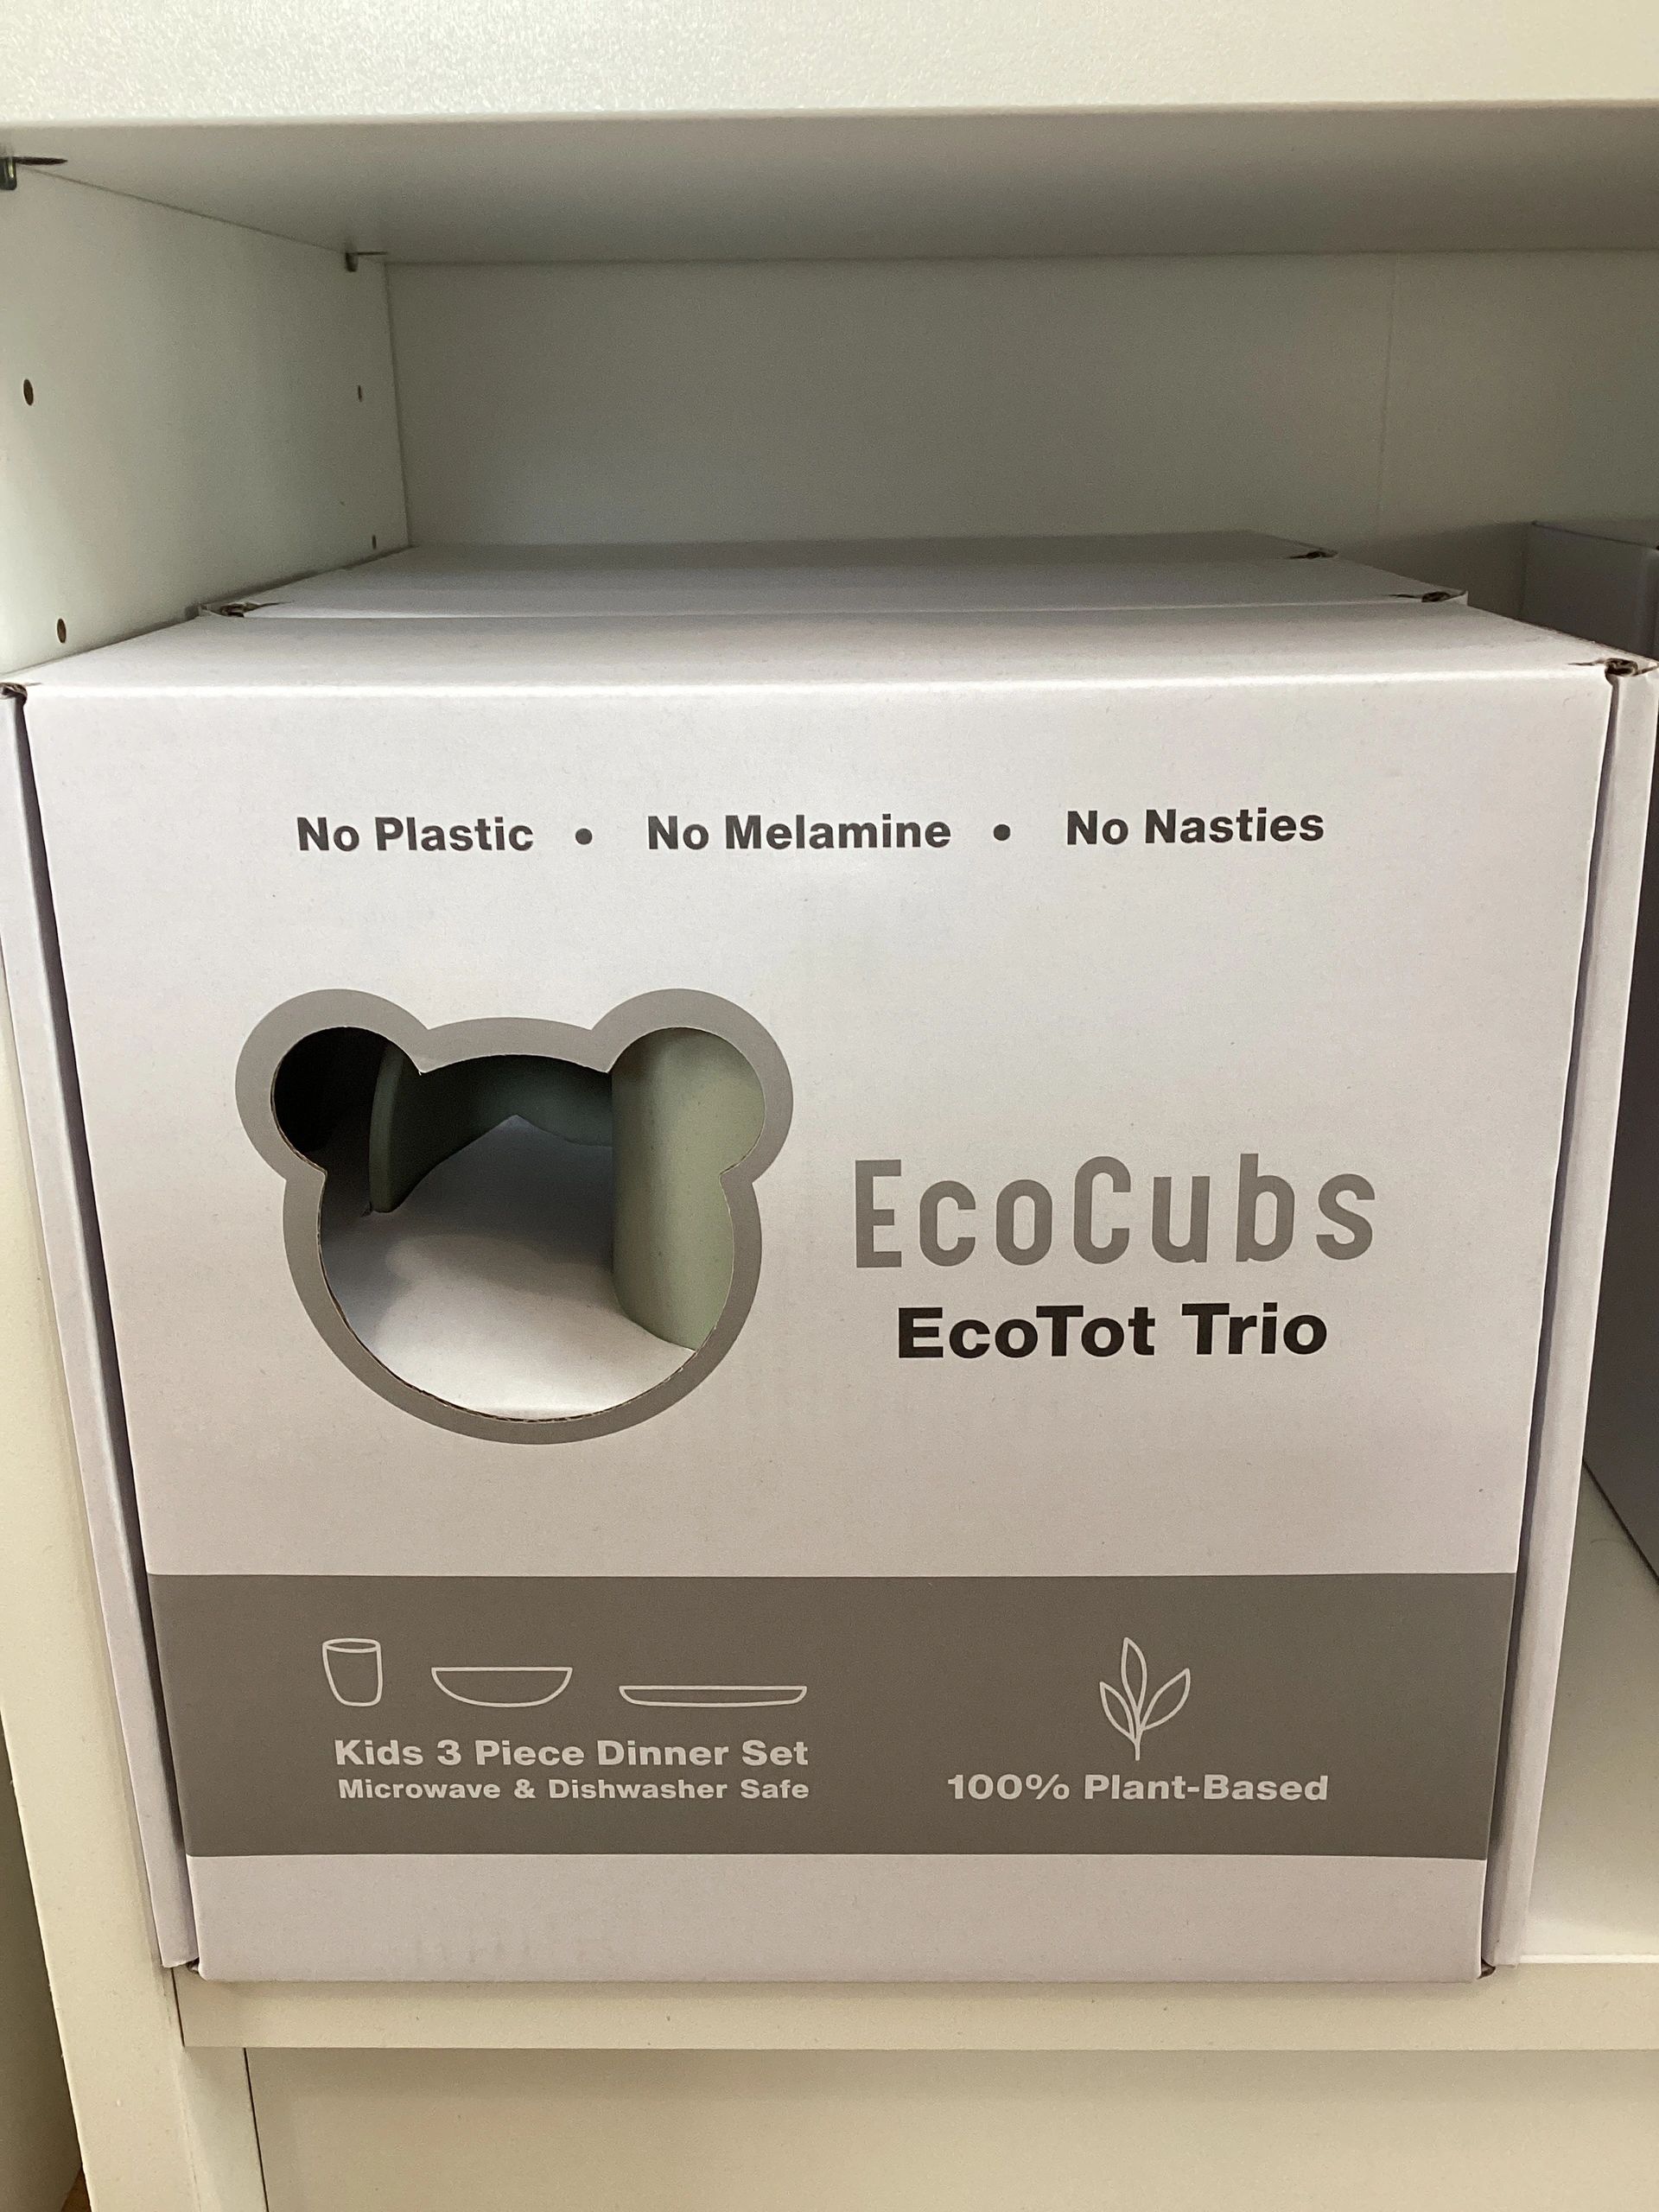 No Plastic • No Melamine • No Nasties
EcoCubs
EcoTot Trio
Kids 3 Piece Dinner Set
Microwave & Dishwasher Safe
100% Plant-Based